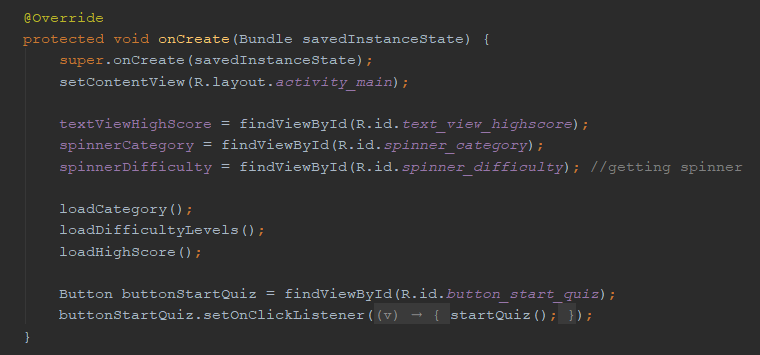 @Override
protected void onCreate(Bundle savedInstanceState) {
super.onCreate(savedInstanceState);
setContentView(R.layout.activity_main);
textViewHighScore = findViewById(R.id.text_view_highscore);
spinnerCategory = findViewById(R.id.spinner_category);
spinnerDifficulty = findViewById(R.id.spinner_difficulty); //getting spinner
loadCategory();
loadDifficultyLevels();
loadHighScore();
Button buttonStartQuiz = findViewById(R.id.button_start_quiz);
buttonStartQuiz.setOnClickListener((v) → { startQuiz(); });
}